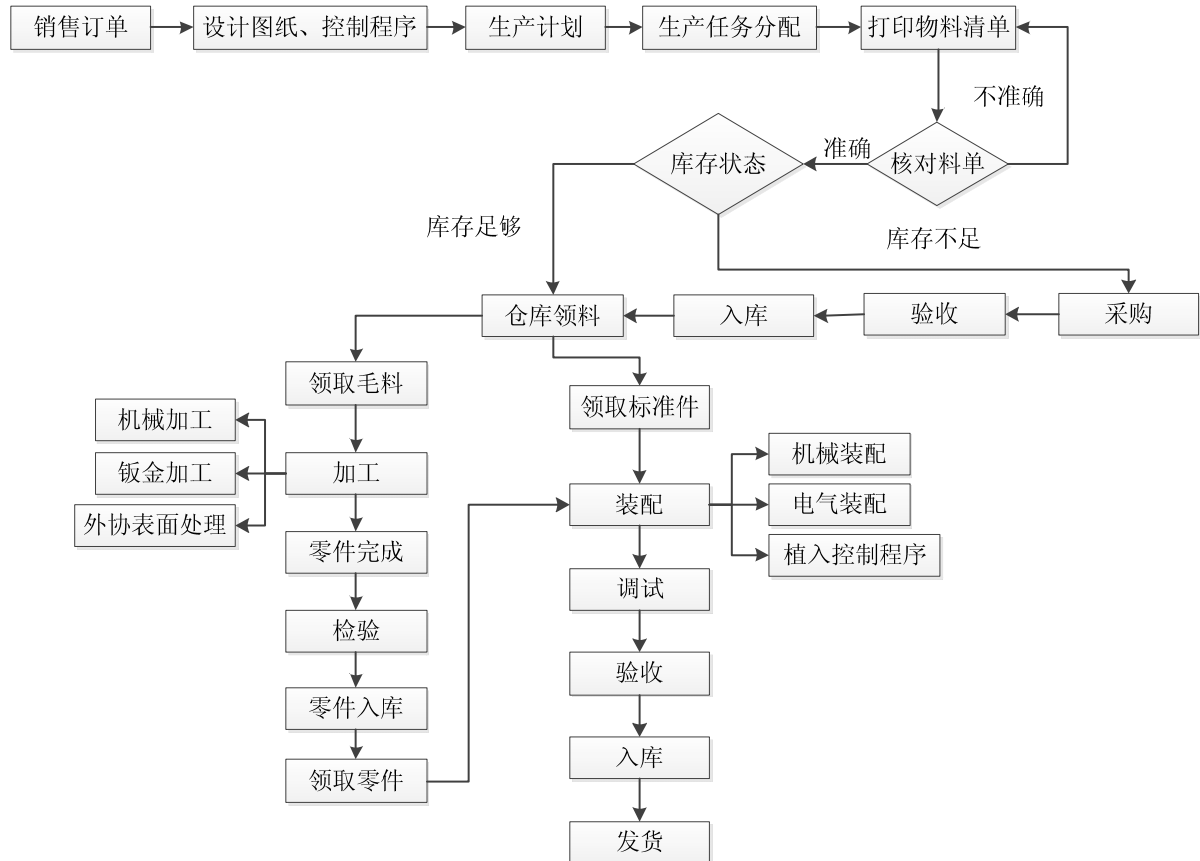 销售订单
设计图纸、控制程序
生产计划
生产任务分配
打印物料清单
不准确
库存状态
准确
核对料单
库存足够
库存不足
仓库领料
入库
验收
采购
领取毛料
领取标准件
机械加工
机械装配
钣金加工
加工
装配
电气装配
外协表面处理
零件完成
植入控制程序
调试
检验
验收
零件入库
入库
领取零件
发货